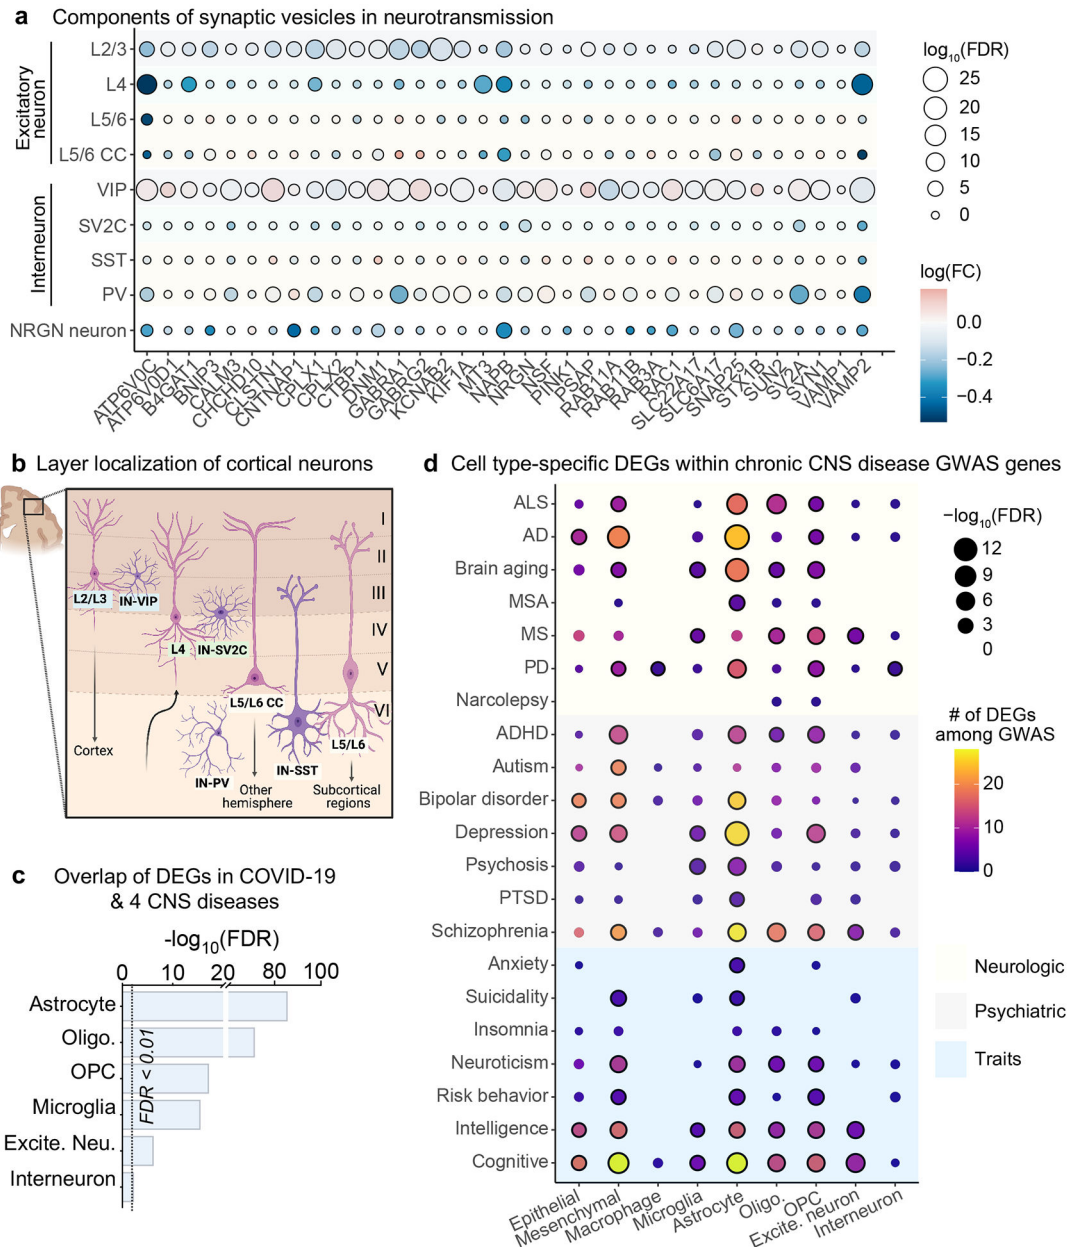 a Components of synaptic vesicles in neurotransmission
Excitatory
neuron
L2/3
L4
L5/6
L5/6 CC
Interneuron
VIP
SV2C
SST
PV
NRGN neuron
ATP6V0C
ATP6V0D1
B4GAT1
BNIP3
CALM3
CHCHD10
CLSTN1
CNTNAP1
CPLX1
CPLX2
CTBP1
DNM1
GABRA1
GABRG2
KCNAB2
KIF1A
MT3
NAPB
NRGN
NSF
PINK1
PSAP
RAB11A
RAB11B
RAB3A
RAC1
SLC22A17
SLC6A17
SNAP25
STX1B
SUN2
SV2A
SYN1
VAMP1
VAMP2
log10(FDR)
25
20
15
10
5
0
log(FC)
0.0
−0.2
−0.4
b Layer localization of cortical neurons
I
II
III
IV
V
VI
L2/L3
IN-VIP
L4
IN-SV2C
L5/L6 CC
L5/L6
IN-PV
IN-SST
Cortex
Other
hemisphere
Subcortical
regions
c Overlap of DEGs in COVID-19
& 4 CNS diseases
-log10(FDR)
0 10 20 80 100
Astrocyte
Oligo.
OPC
Microglia
Excite. Neu.
Interneuron
FDR < 0.01
d Cell type-specific DEGs within chronic CNS disease GWAS genes
ALS
AD
Brain aging
MSA
MS
PD
Narcolepsy
ADHD
Autism
Bipolar disorder
Depression
Psychosis
PTSD
Schizophrenia
Anxiety
Suicidality
Insomnia
Neuroticism
Risk behavior
Intelligence
Cognitive
Epithelial
Mesenchymal
Macrophage
Microglia
Astrocyte
Oligo.
OPC
Excite. neuron
Interneuron
−log10(FDR)
12
9
6
3
0
# of DEGs
among GWAS
20
10
0
Neurologic
Psychiatric
Traits